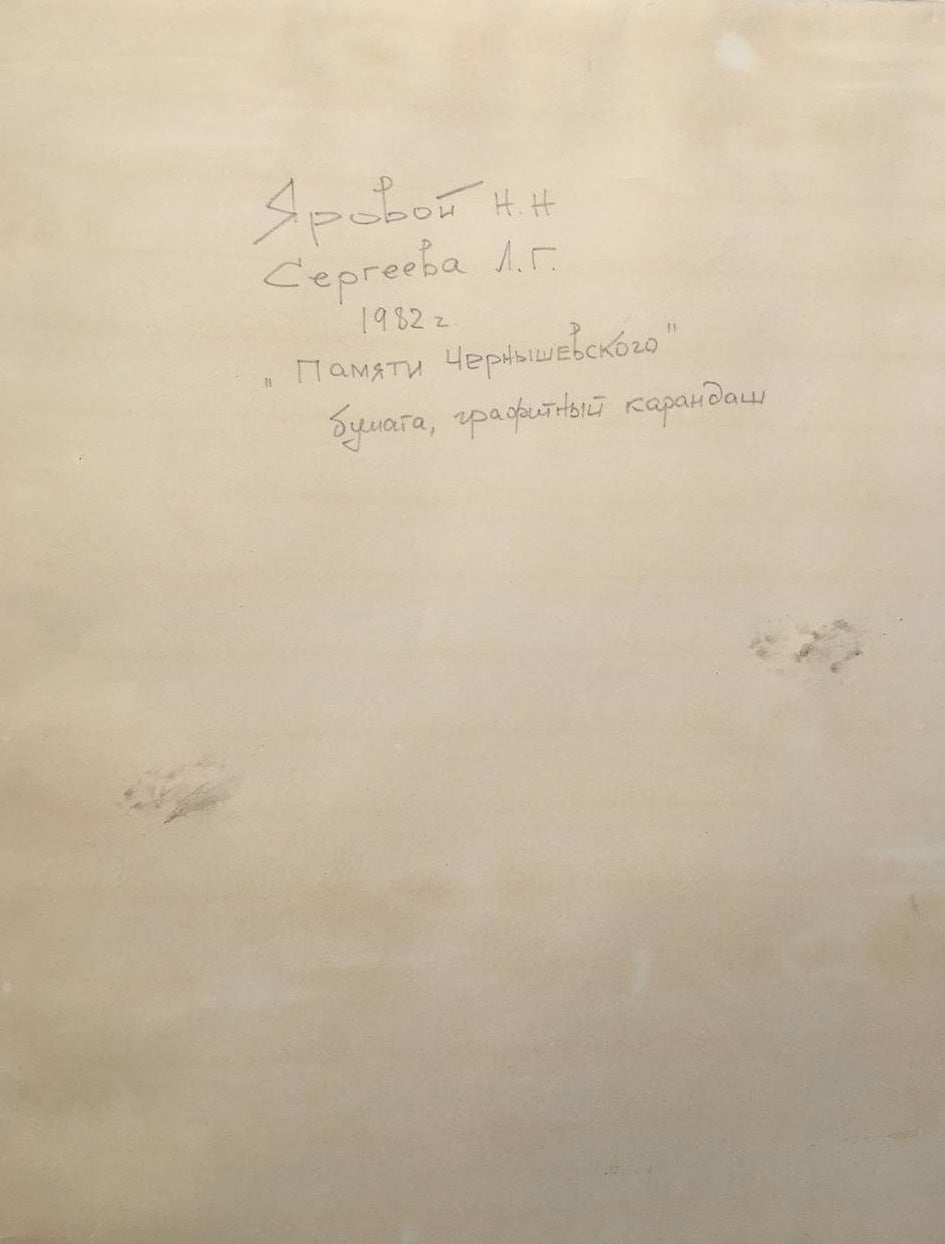 Яровой Н.Н
Сергеева Л.Г.
1982 г.
"Памяти Чернышевского"
бумага, графитный карандаш